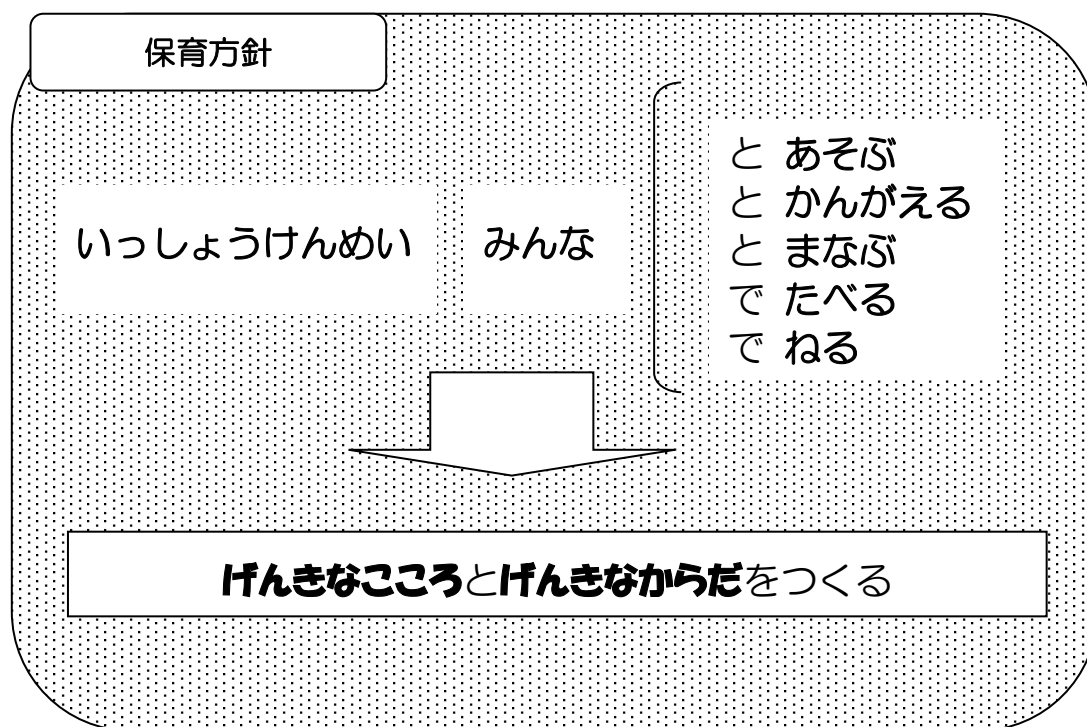 保育方針
いっしょうけんめい
みんな
と あそぶ
と かんがえる
と まなぶ
で たべる
で ねる
げんきなこころとげんきなからだをつくる